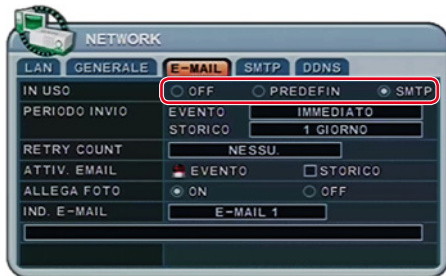 NETWORK
LAN GENERALE E-MAIL SMTP DDNS
IN USO OFF PREDEFIN SMTP
PERIODO INVIO EVENTO IMMEDIATO
STORICO 1 GIORNO
RETRY COUNT NESSU.
ATTIV. EMAIL EVENTO STORICO
ALLEGA FOTO ON OFF
IND. E-MAIL E-MAIL 1